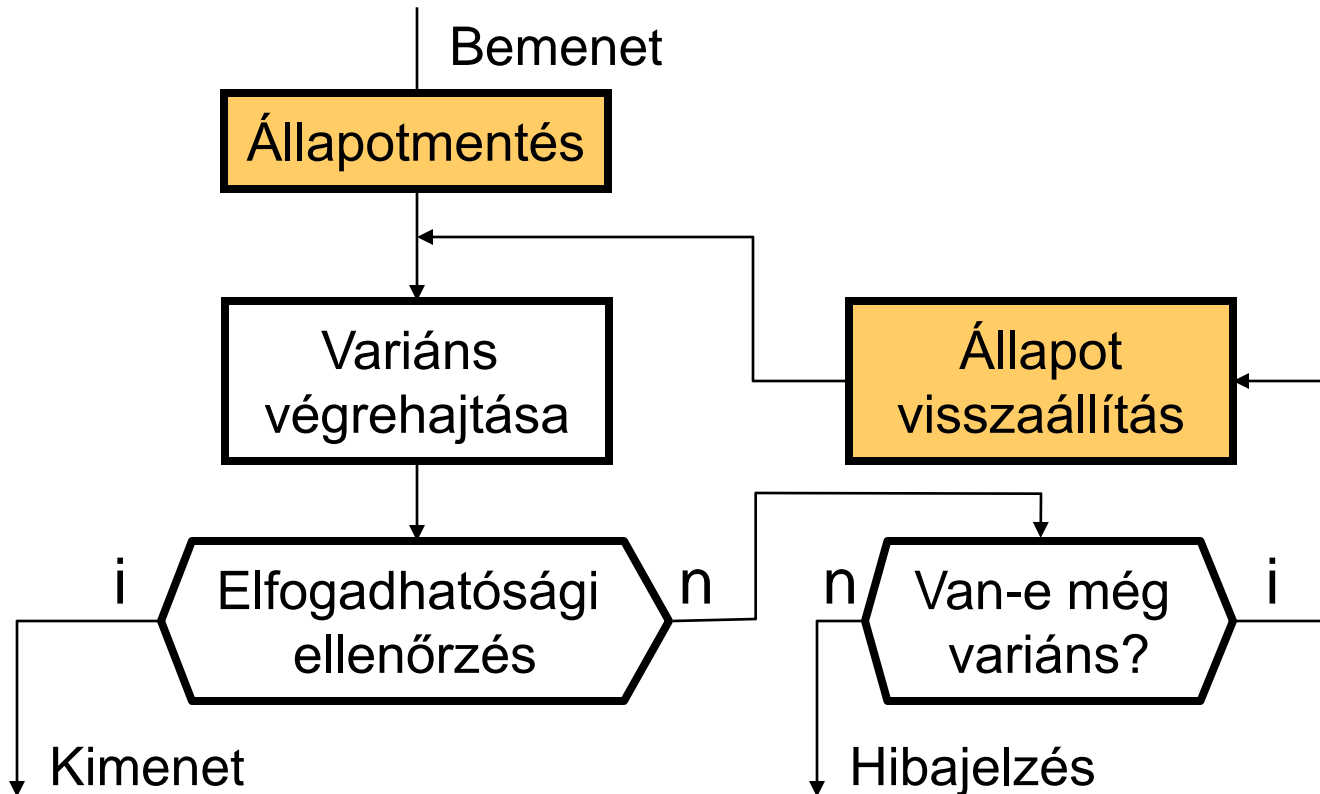 Bemenet
Állapotmentés
Variáns
végrehajtása
Állapot
visszaállítás
i
Elfogadhatósági
ellenőrzés
n
n
Van-e még
variáns?
i
Kimenet
Hibajelzés